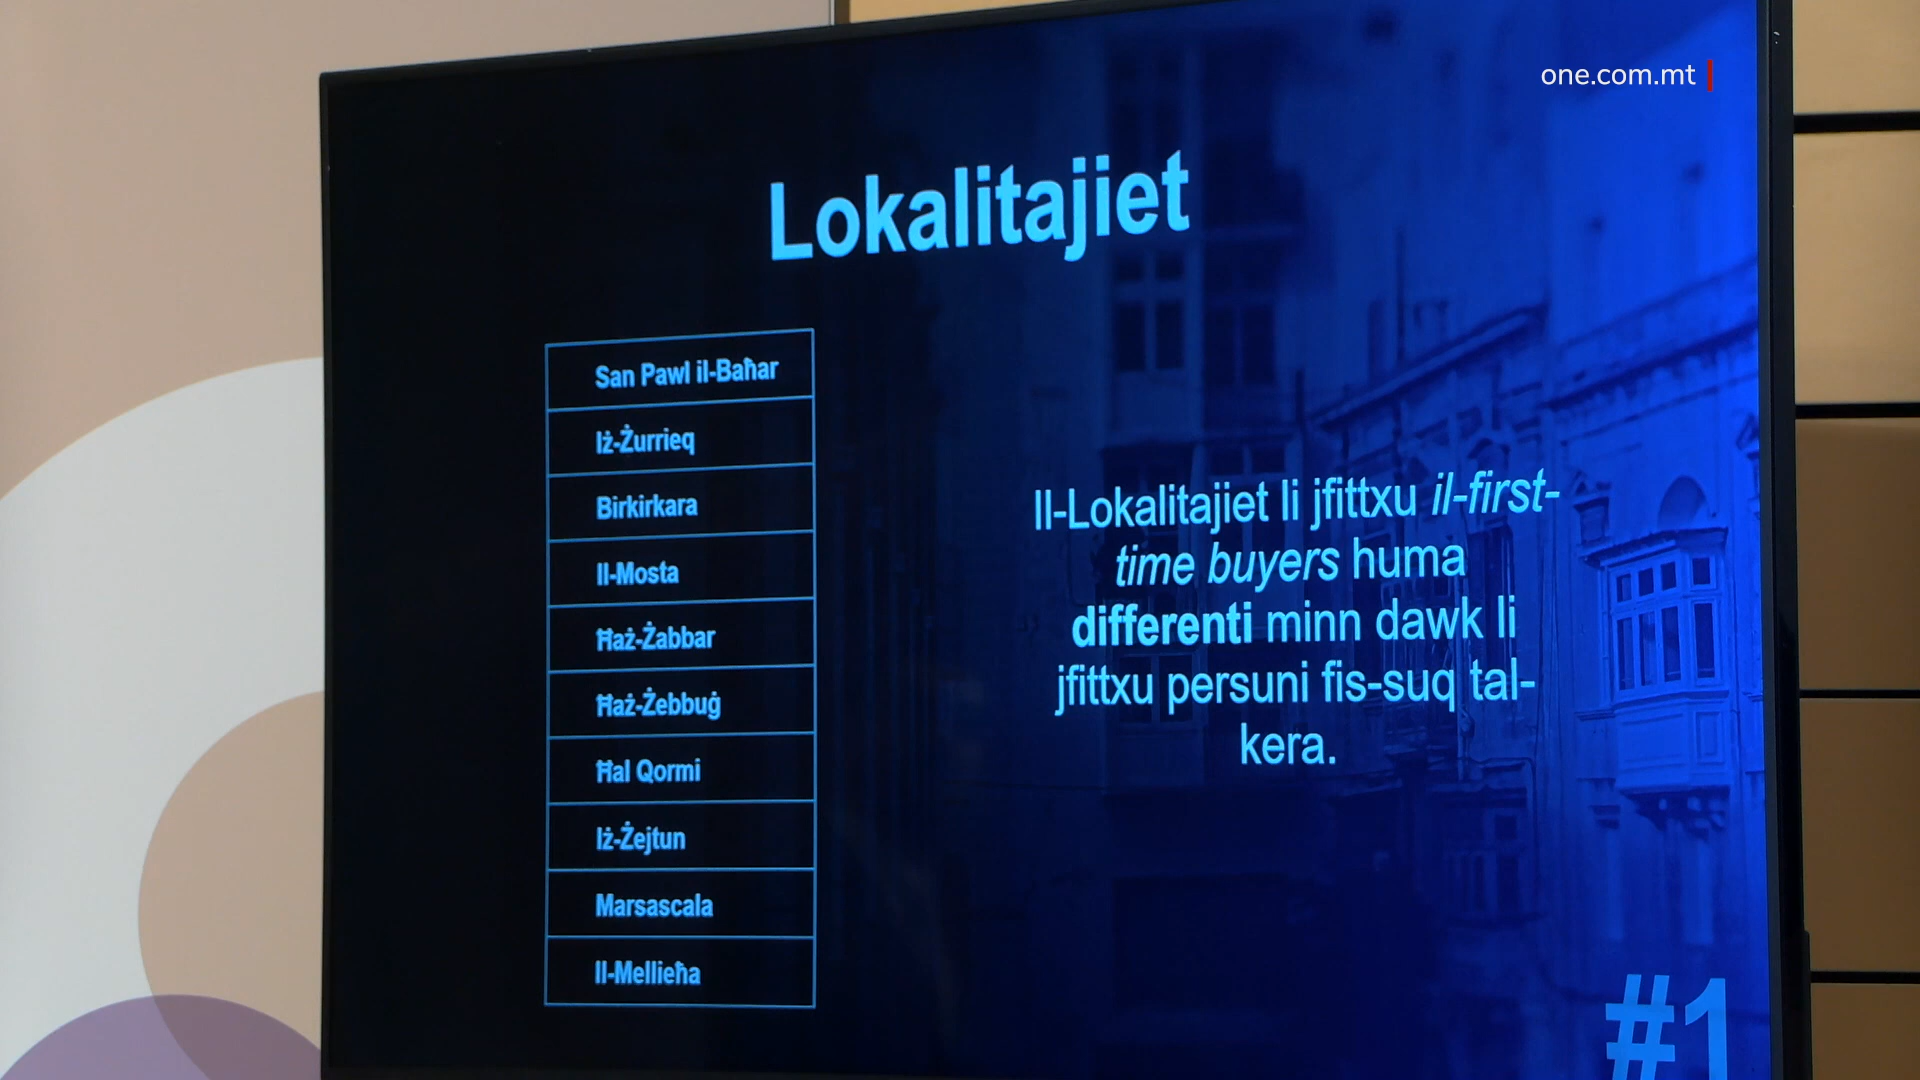 one.com.mt
Lokalitajiet
San Pawl il-Baħar
Iż-Żurrieq
Birkirkara
Il-Mosta
Ħaż-Żabbar
Ħaż-Żebbuġ
Ħal Qormi
Iż-Żejtun
Marsascala
Il-Mellieħa
Il-Lokalitajiet li jfittxu il-first-
time buyers huma
differenti minn dawk li
jfittxu persuni fis-suq tal-
kera.
#1